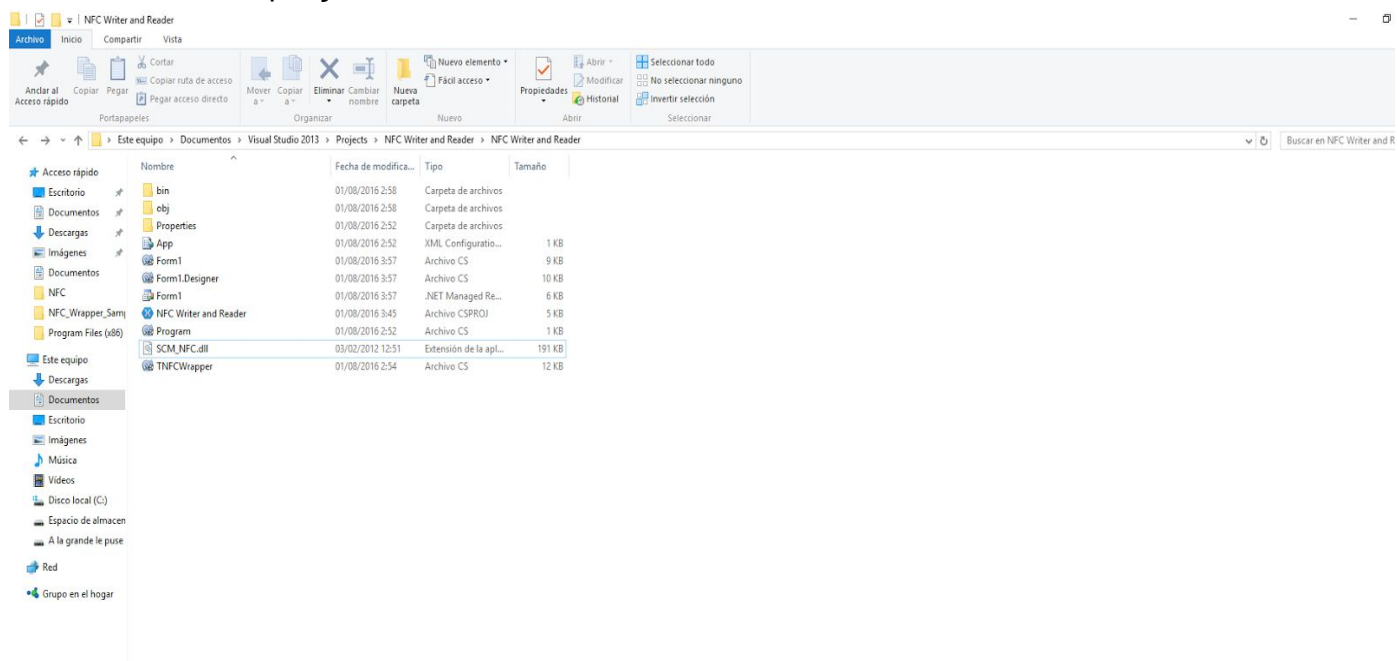 NFC Writer and Reader
Archivo Inicio Compartir Vista
Anclar al Acceso rápido
Copiar
Pegar
Cortar
Copiar ruta de acceso
Pegar acceso directo
Portapapeles
Mover a
Copiar a
Eliminar
Cambiar nombre
Organizar
Nueva carpeta
Nuevo elemento
Fácil acceso
Nuevo
Propiedades
Abrir
Modificar
Historial
Abrir
Seleccionar todo
No seleccionar ninguno
Invertir selección
Seleccionar
Este equipo > Documentos > Visual Studio 2013 > Projects > NFC Writer and Reader > NFC Writer and Reader
Buscar en NFC Writer and R
Acceso rápido
Escritorio
Documentos
Descargas
Imágenes
Documentos
NFC
NFC_Wrapper_Samp
Program Files (x86)
Este equipo
Descargas
Documentos
Escritorio
Imágenes
Música
Vídeos
Disco local (C:)
Espacio de almacen
A la grande le puse
Red
Grupo en el hogar
Nombre Fecha de modifica... Tipo Tamaño
bin 01/08/2016 2:58 Carpeta de archivos
obj 01/08/2016 2:58 Carpeta de archivos
Properties 01/08/2016 2:52 Carpeta de archivos
App 01/08/2016 2:52 XML Configuratio... 1 KB
Form1 01/08/2016 3:57 Archivo CS 9 KB
Form1.Designer 01/08/2016 3:57 Archivo CS 10 KB
Form1 01/08/2016 3:57 .NET Managed Re... 6 KB
NFC Writer and Reader 01/08/2016 3:45 Archivo CSPROJ 5 KB
Program 01/08/2016 2:52 Archivo CS 1 KB
SCM_NFC.dll 03/02/2012 12:51 Extensión de la apl... 191 KB
TNFCWrapper 01/08/2016 2:54 Archivo CS 12 KB